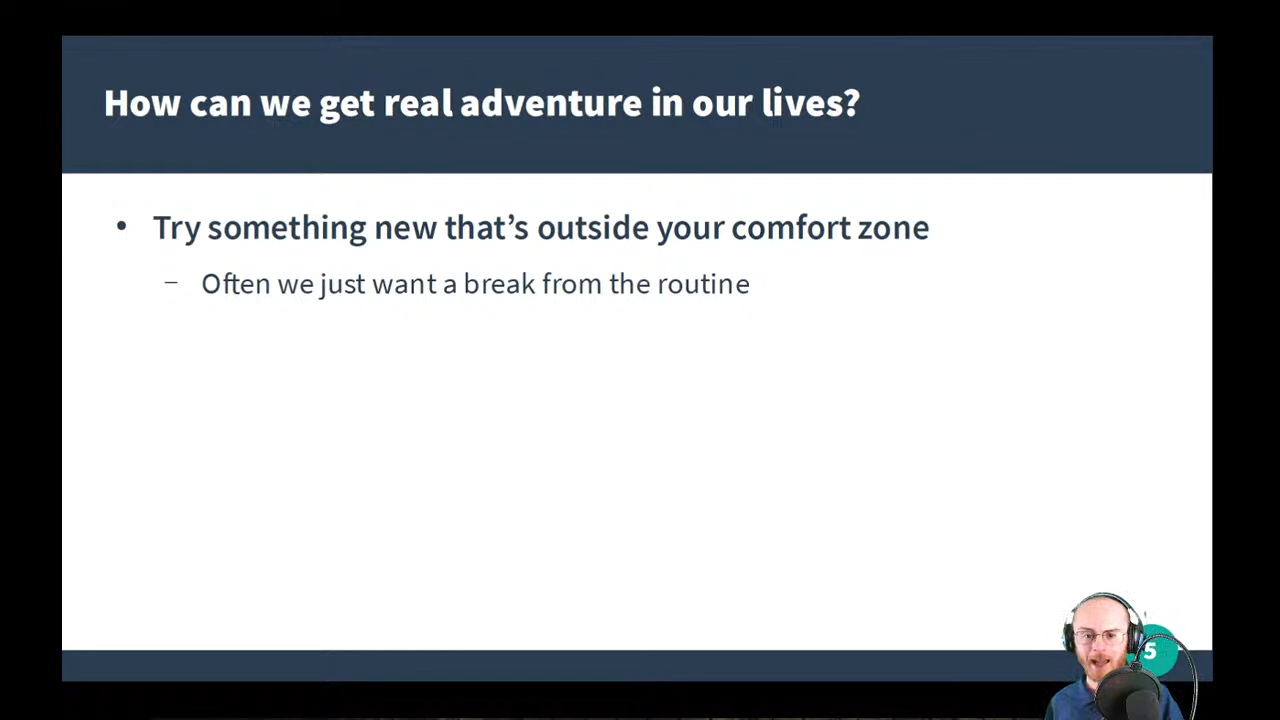 How can we get real adventure in our lives?
• Try something new that’s outside your comfort zone
– Often we just want a break from the routine
5